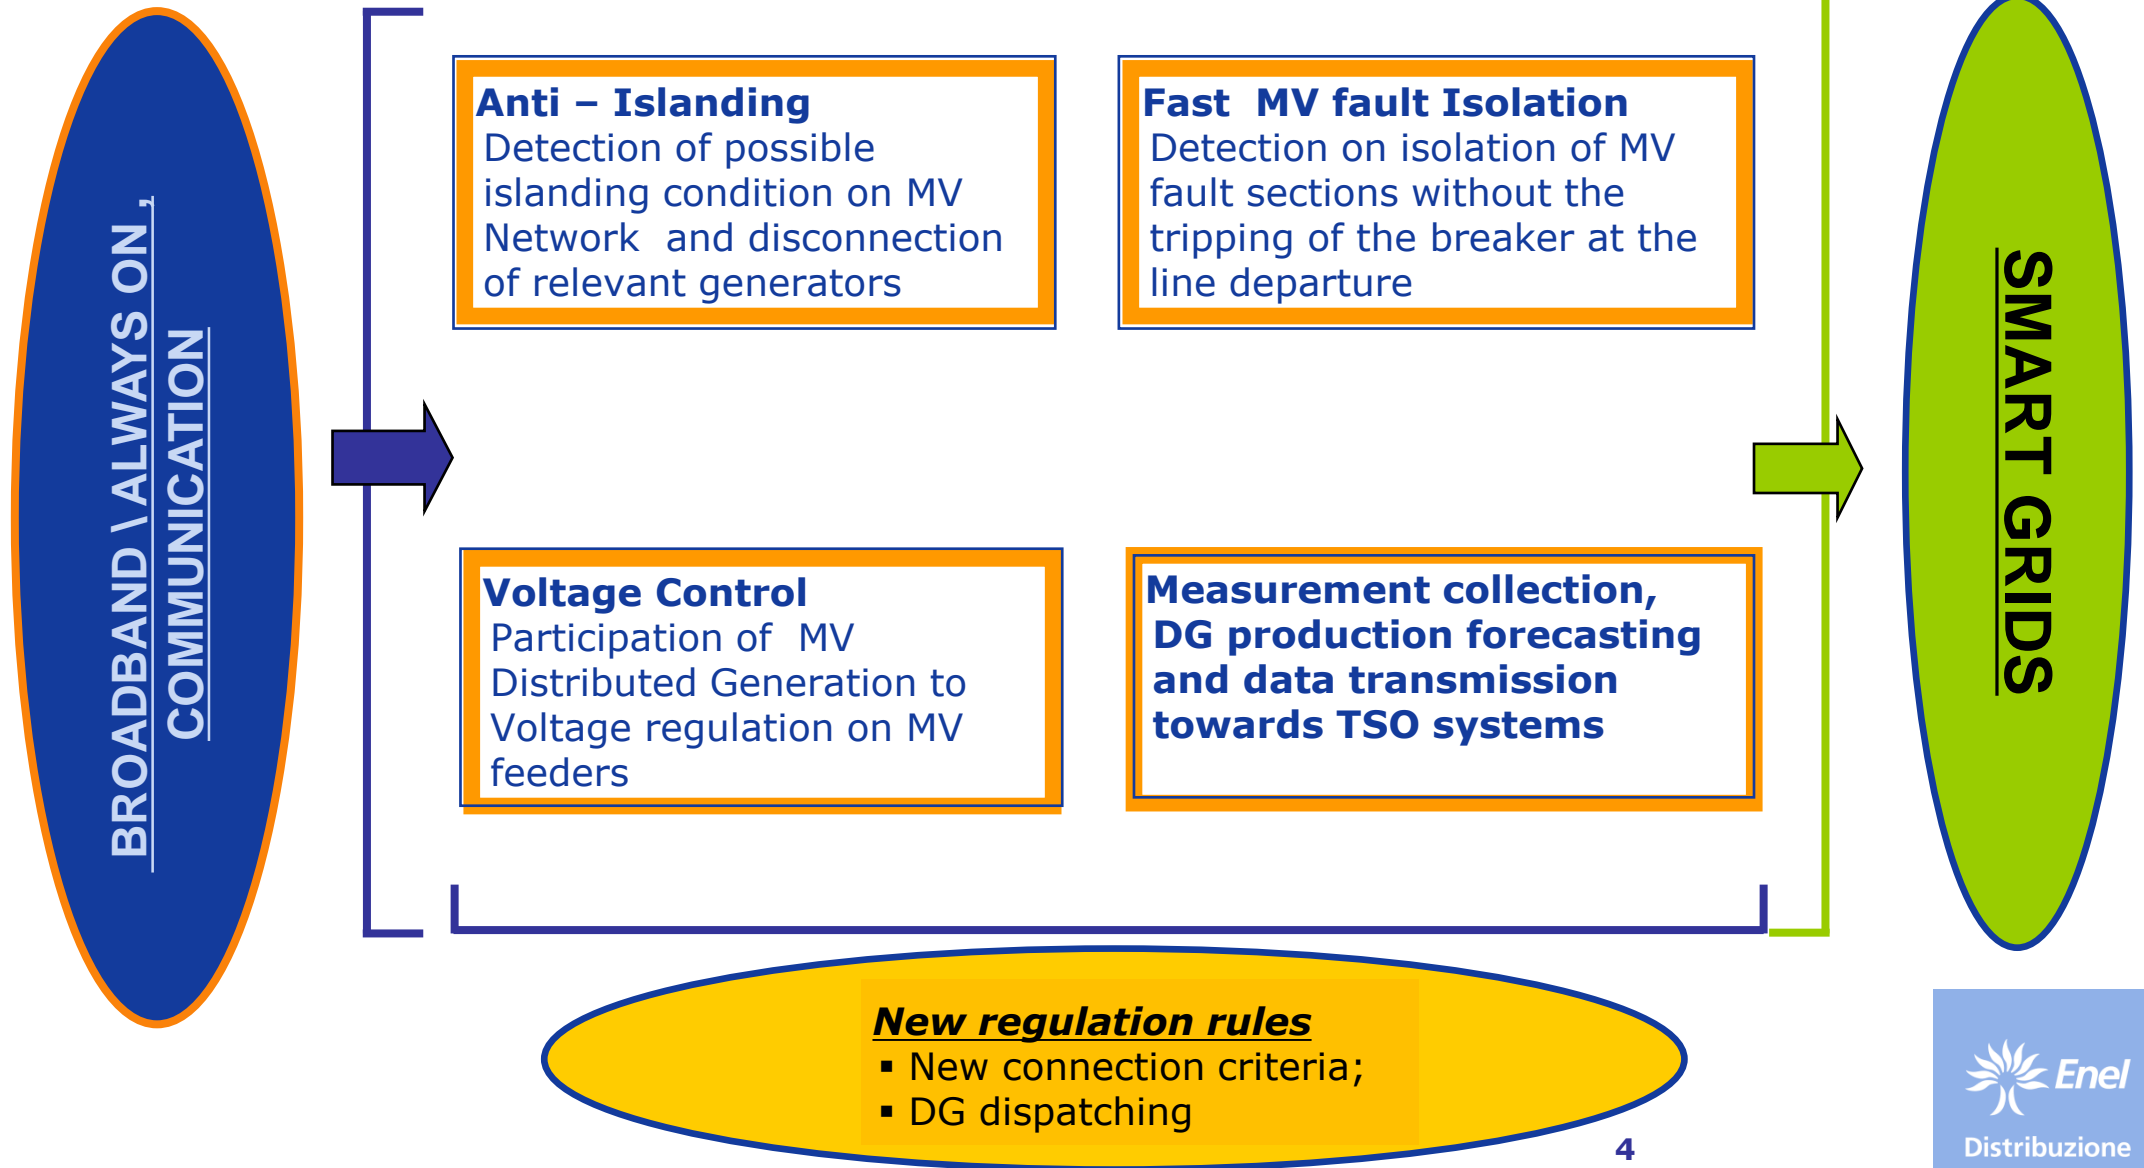 BROADBAND \ ALWAYS ON ,
COMMUNICATION
Anti – Islanding
Detection of possible
islanding condition on MV
Network and disconnection
of relevant generators
Fast MV fault Isolation
Detection on isolation of MV
fault sections without the
tripping of the breaker at the
line departure
Voltage Control
Participation of MV
Distributed Generation to
Voltage regulation on MV
feeders
Measurement collection,
DG production forecasting
and data transmission
towards TSO systems
SMART GRIDS
New regulation rules
▪ New connection criteria;
▪ DG dispatching
4
Enel
Distribuzione